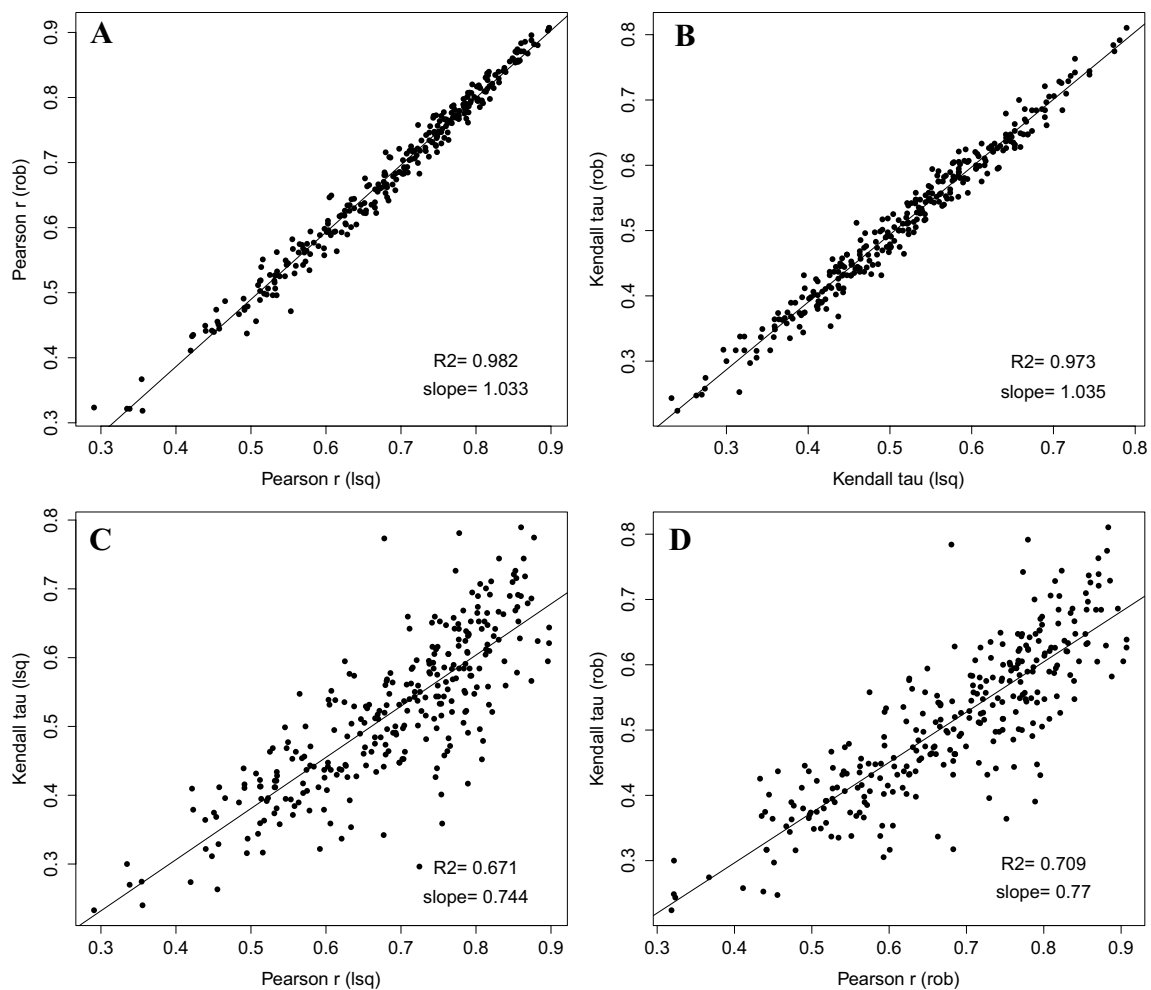 A
Pearson r (rob)
0.9
0.8
0.7
0.6
0.5
0.4
0.3
R2= 0.982
slope= 1.033
0.3 0.4 0.5 0.6 0.7 0.8 0.9
Pearson r (lsq)
B
Kendall tau (rob)
0.8
0.7
0.6
0.5
0.4
0.3
R2= 0.973
slope= 1.035
0.3 0.4 0.5 0.6 0.7 0.8
Kendall tau (lsq)
C
Kendall tau (lsq)
0.8
0.7
0.6
0.5
0.4
0.3
R2= 0.671
slope= 0.744
0.3 0.4 0.5 0.6 0.7 0.8 0.9
Pearson r (lsq)
D
Kendall tau (rob)
0.8
0.7
0.6
0.5
0.4
0.3
R2= 0.709
slope= 0.77
0.3 0.4 0.5 0.6 0.7 0.8 0.9
Pearson r (rob)